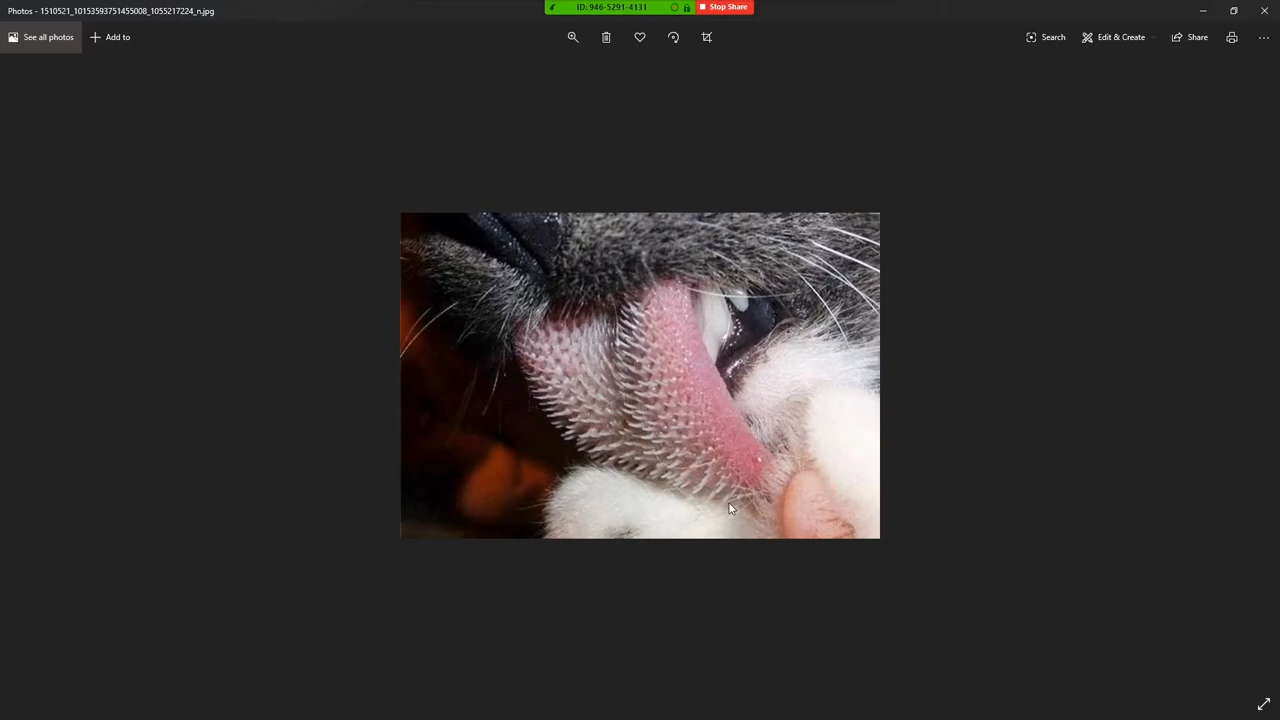 Photos - 1510521_10153593751455008_1055217224_n.jpg
ID: 946-5291-4131
Stop Share
See all photos
Add to
Search
Edit & Create
Share